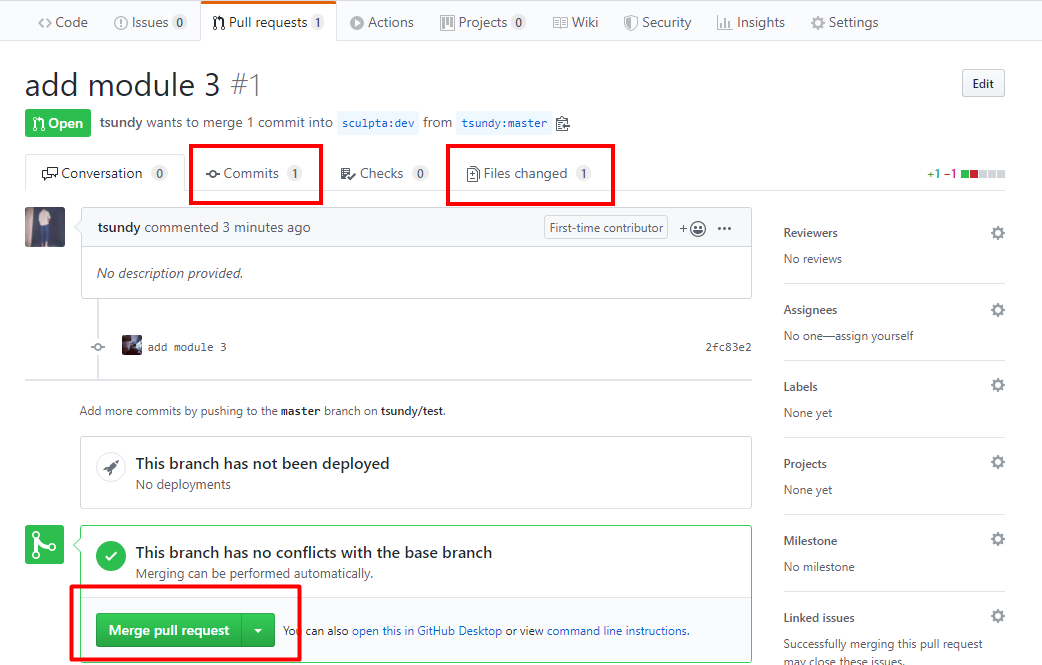 Code Issues 0 Pull requests 1 Actions Projects 0 Wiki Security Insights Settings
add module 3 #1
Edit
Open tsundy wants to merge 1 commit into sculpta:dev from tsundy:master
Conversation 0 Commits 1 Checks 0 Files changed 1 +1 −1
tsundy commented 3 minutes ago First-time contributor +
No description provided.
add module 3 2fc83e2
Add more commits by pushing to the master branch on tsundy/test.
This branch has not been deployed
No deployments
This branch has no conflicts with the base branch
Merging can be performed automatically.
Merge pull request You can also open this in GitHub Desktop or view command line instructions.
Reviewers
No reviews
Assignees
No one—assign yourself
Labels
None yet
Projects
None yet
Milestone
No milestone
Linked issues
Successfully merging this pull request
may close these issues.